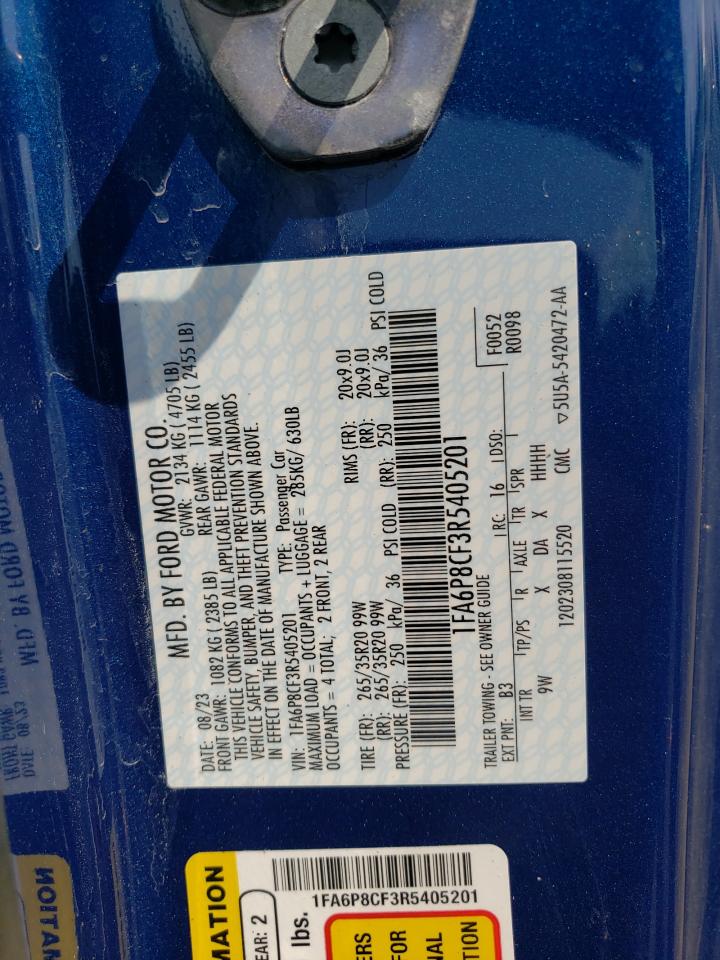 MFD. BY FORD MOTOR CO.
DATE: 08/23 GVWR: 2134 KG ( 4705 LB)
FRONT GAWR: 1082 KG ( 2385 LB) REAR GAWR: 1114 KG ( 2455 LB)
THIS VEHICLE CONFORMS TO ALL APPLICABLE FEDERAL MOTOR
VEHICLE SAFETY, BUMPER, AND THEFT PREVENTION STANDARDS
IN EFFECT ON THE DATE OF MANUFACTURE SHOWN ABOVE.
VIN: 1FA6P8CF3R5405201 TYPE: Passenger Car
MAXIMUM LOAD = OCCUPANTS + LUGGAGE = 285KG/ 630LB
OCCUPANTS = 4 TOTAL; 2 FRONT, 2 REAR
TIRE (FR): 265/35R20 99W RIMS (FR): 20x9.0J
(RR): 265/35R20 99W (RR): 20x9.0J
PRESSURE (FR): 250 kPa/ 36 PSI COLD (RR): 250 kPa/ 36 PSI COLD
1FA6P8CF3R5405201
TRAILER TOWING - SEE OWNER GUIDE
EXT PNT: B3 RC: 16 DSO: F0052
R0098
INT TR TP/PS R AXLE TR SPR
9W X DA X HHHH
1202308115520 CMC ▽5U5A-5420472-AA
1FA6P8CF3R5405201
MATION
EAR: 2
lbs.
ERS
FOR
NAL
TION